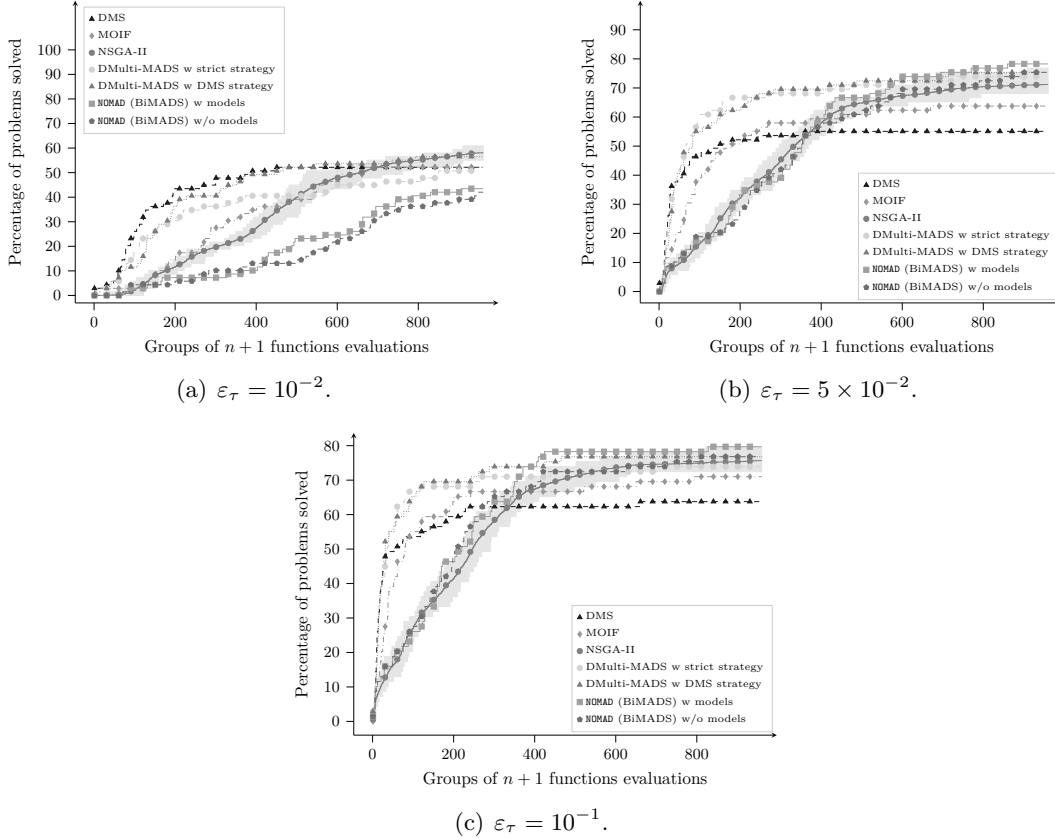 Percentage of problems solved
100
90
80
70
60
50
40
30
20
10
0
DMS
MOIF
NSGA-II
DMulti-MADS w strict strategy
DMulti-MADS w DMS strategy
NOMAD (BiMADS) w models
NOMAD (BiMADS) w/o models
0 200 400 600 800
Groups of n + 1 functions evaluations
(a) ε_τ = 10⁻².
Percentage of problems solved
90
80
70
60
50
40
30
20
10
0
DMS
MOIF
NSGA-II
DMulti-MADS w strict strategy
DMulti-MADS w DMS strategy
NOMAD (BiMADS) w models
NOMAD (BiMADS) w/o models
0 200 400 600 800
Groups of n + 1 functions evaluations
(b) ε_τ = 5 × 10⁻².
Percentage of problems solved
80
70
60
50
40
30
20
10
0
DMS
MOIF
NSGA-II
DMulti-MADS w strict strategy
DMulti-MADS w DMS strategy
NOMAD (BiMADS) w models
NOMAD (BiMADS) w/o models
0 200 400 600 800
Groups of n + 1 functions evaluations
(c) ε_τ = 10⁻¹.